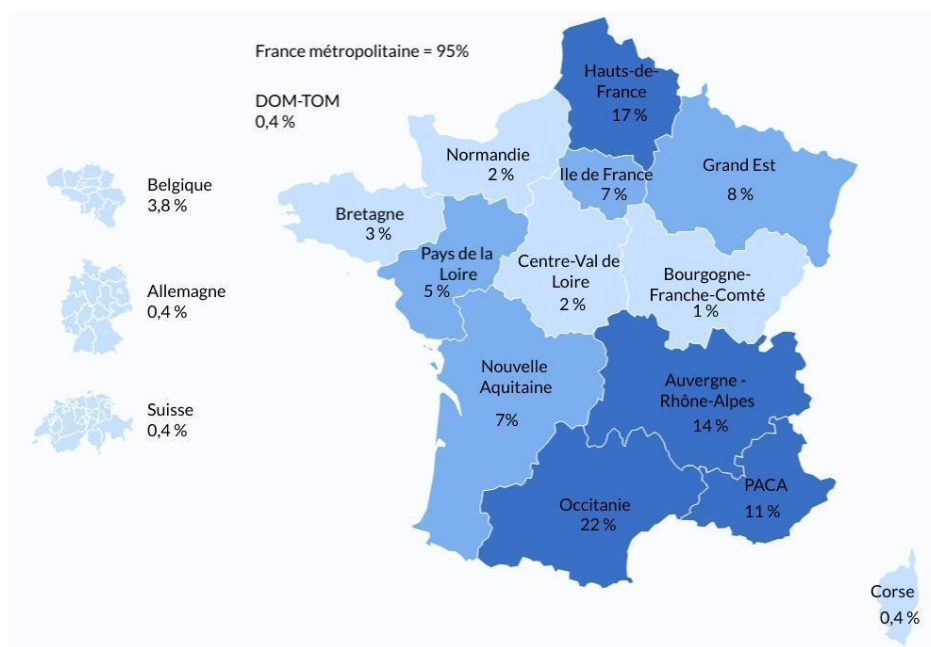 France métropolitaine = 95%
DOM-TOM
0,4 %
Belgique
3,8 %
Allemagne
0,4 %
Suisse
0,4 %
Hauts-de-
France
17 %
Normandie
2 %
Ile de France
7 %
Grand Est
8 %
Bretagne
3 %
Pays de la
Loire
5 %
Centre-Val de
Loire
2 %
Bourgogne-
Franche-Comté
1 %
Nouvelle
Aquitaine
7%
Auvergne -
Rhône-Alpes
14 %
PACA
11 %
Occitanie
22 %
Corse
0,4 %